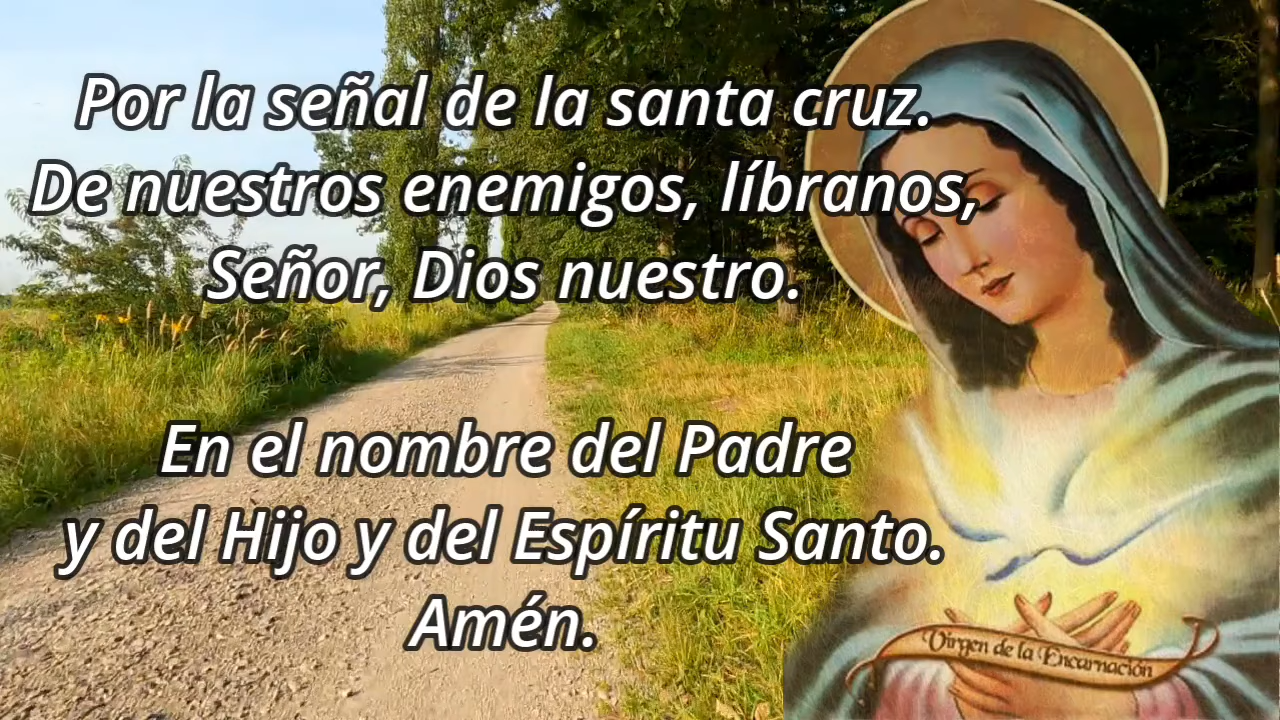 Por la señal de la santa cruz.
De nuestros enemigos, líbranos,
Señor, Dios nuestro.
En el nombre del Padre
y del Hijo y del Espíritu Santo.
Amén.
Virgen de la Encarnación